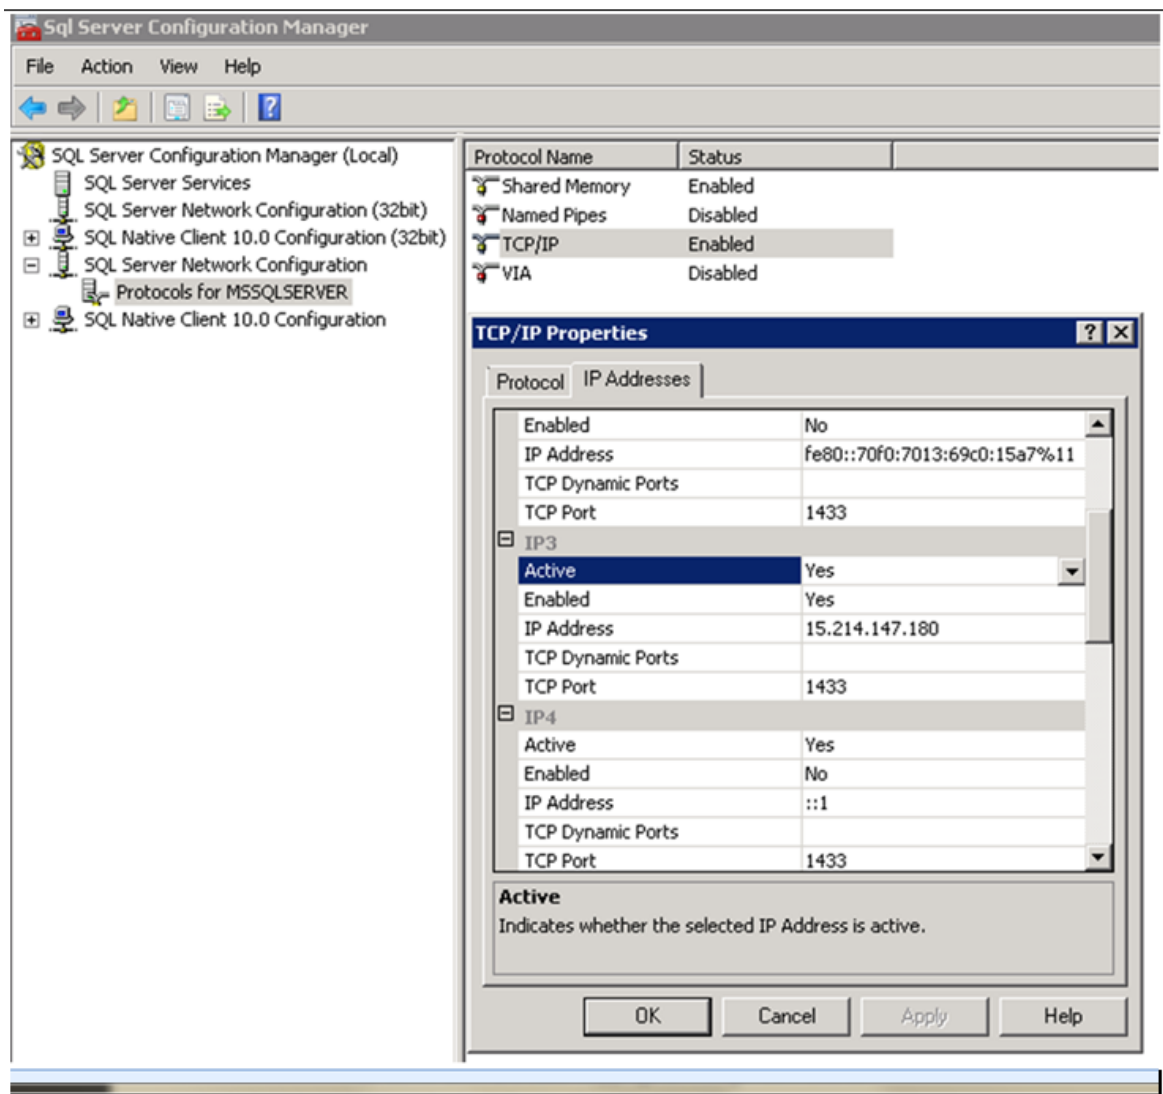 Sql Server Configuration Manager
File Action View Help
SQL Server Configuration Manager (Local)
SQL Server Services
SQL Server Network Configuration (32bit)
SQL Native Client 10.0 Configuration (32bit)
SQL Server Network Configuration
Protocols for MSSQLSERVER
SQL Native Client 10.0 Configuration
Protocol Name Status
Shared Memory Enabled
Named Pipes Disabled
TCP/IP Enabled
VIA Disabled
TCP/IP Properties
Protocol IP Addresses
Enabled No
IP Address fe80::70f0:7013:69c0:15a7%11
TCP Dynamic Ports
TCP Port 1433
IP3
Active Yes
Enabled Yes
IP Address 15.214.147.180
TCP Dynamic Ports
TCP Port 1433
IP4
Active Yes
Enabled No
IP Address ::1
TCP Dynamic Ports
TCP Port 1433
Active
Indicates whether the selected IP Address is active.
OK Cancel Apply Help